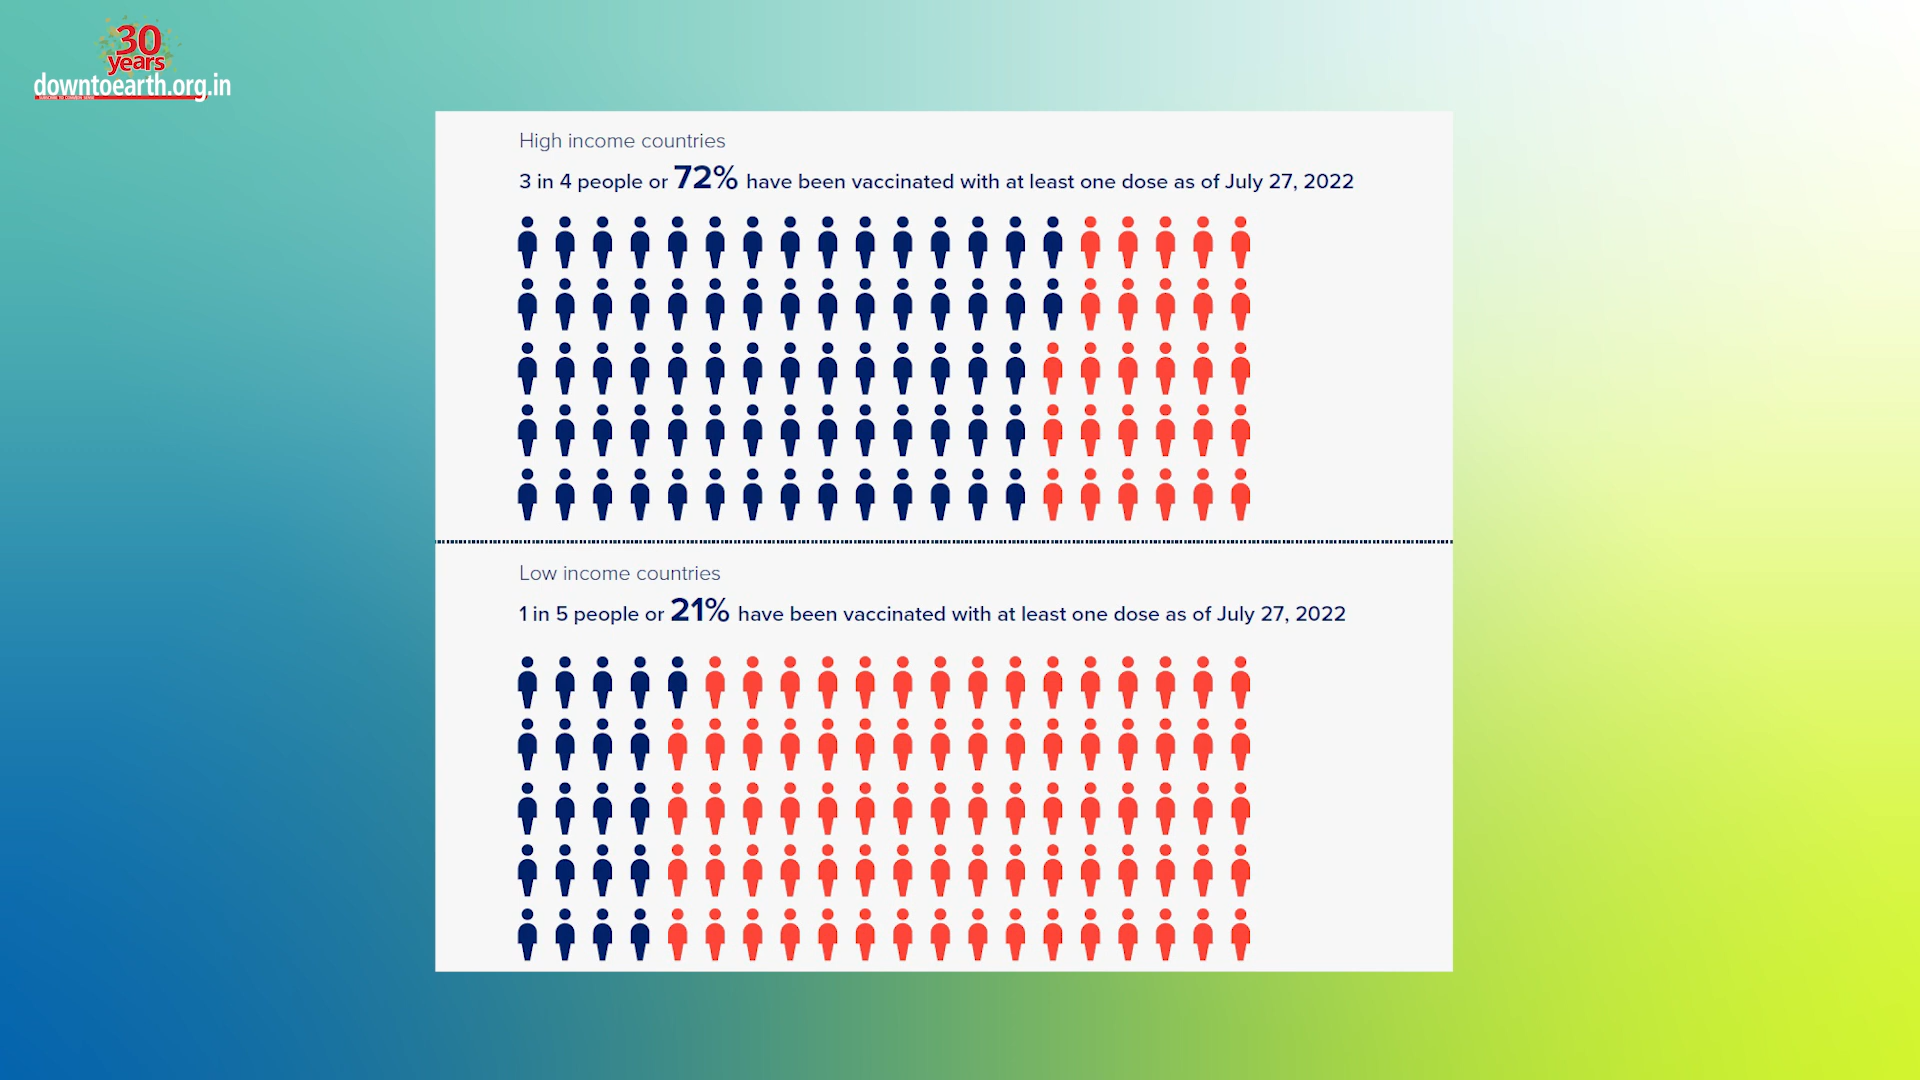 30
years
downtoearth.org.in
High income countries
3 in 4 people or 72% have been vaccinated with at least one dose as of July 27, 2022
Low income countries
1 in 5 people or 21% have been vaccinated with at least one dose as of July 27, 2022